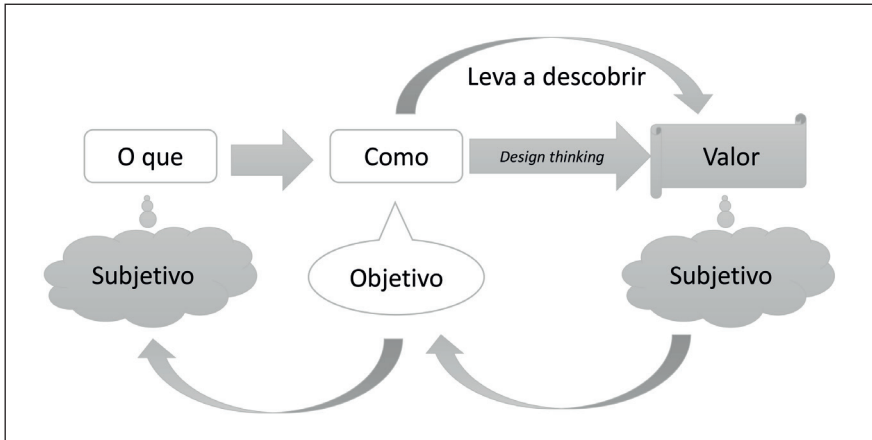 Leva a descobrir
O que
Como
Design thinking
Valor
Subjetivo
Objetivo
Subjetivo